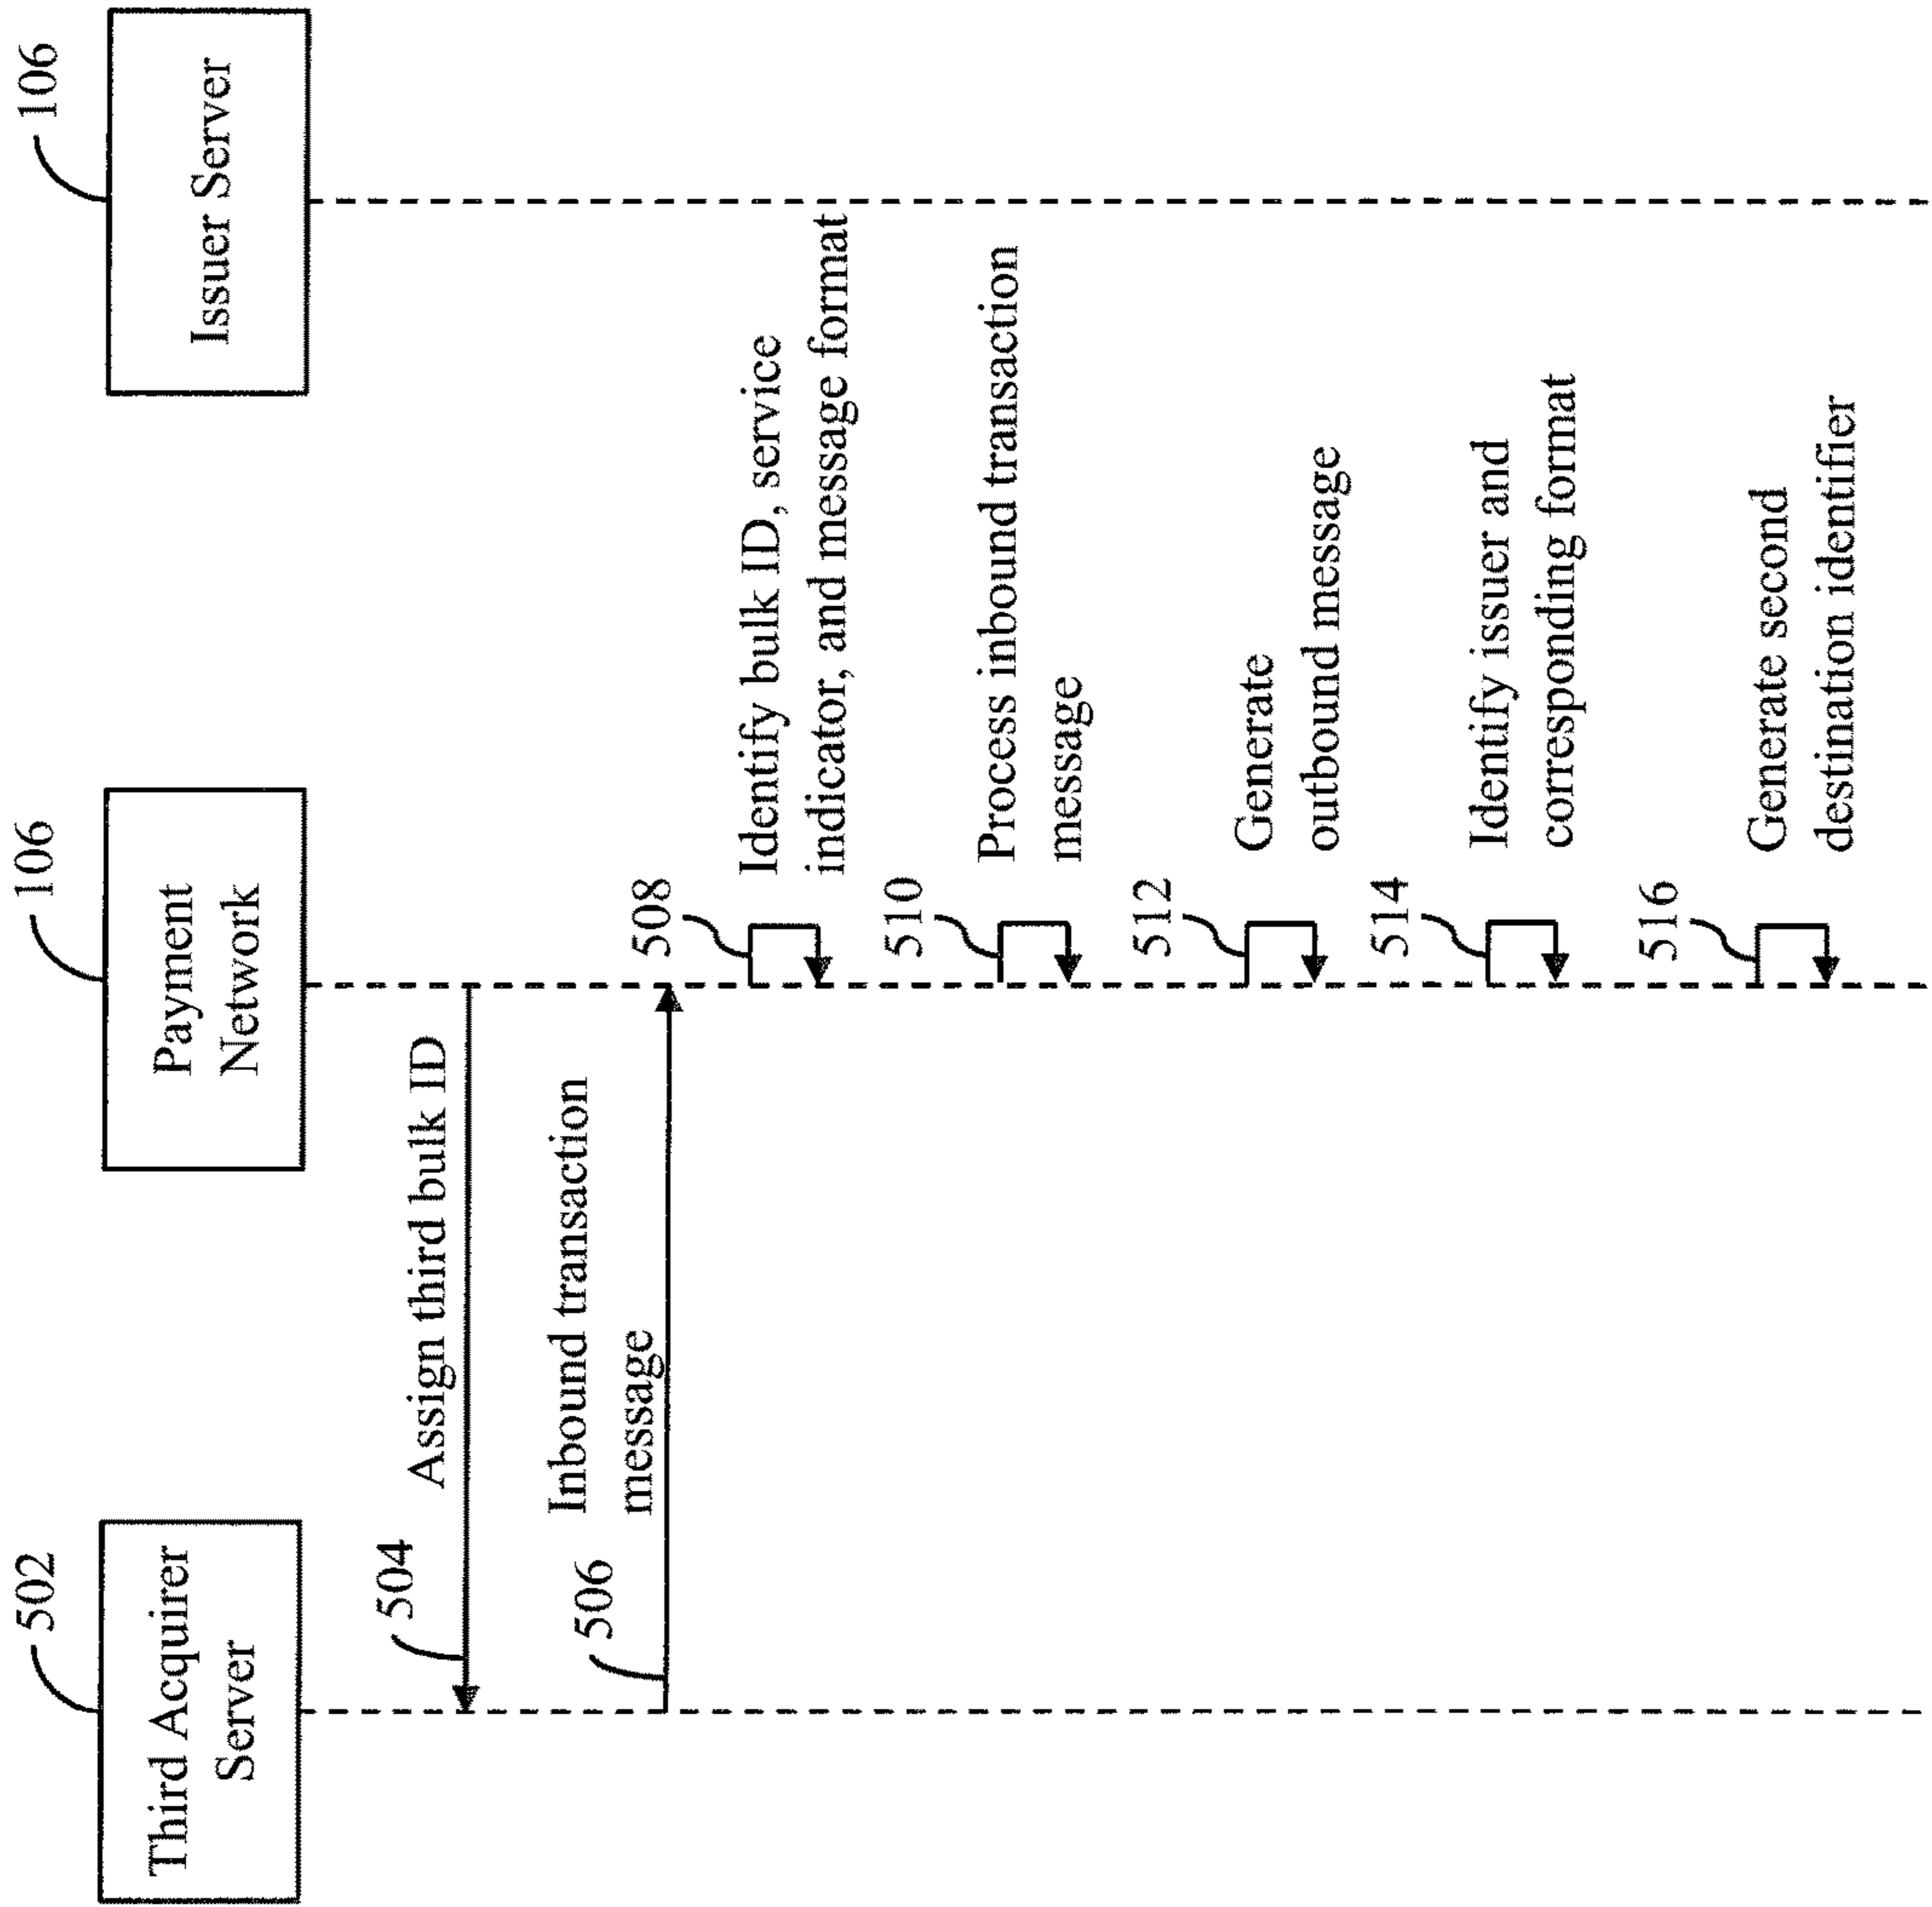 502
Third Acquirer
Server
106
Payment
Network
106
Issuer Server
504
Assign third bulk ID
506
Inbound transaction
message
508
Identify bulk ID, service
indicator, and message format
510
Process inbound transaction
message
512
Generate
outbound message
514
Identify issuer and
corresponding format
516
Generate second
destination identifier